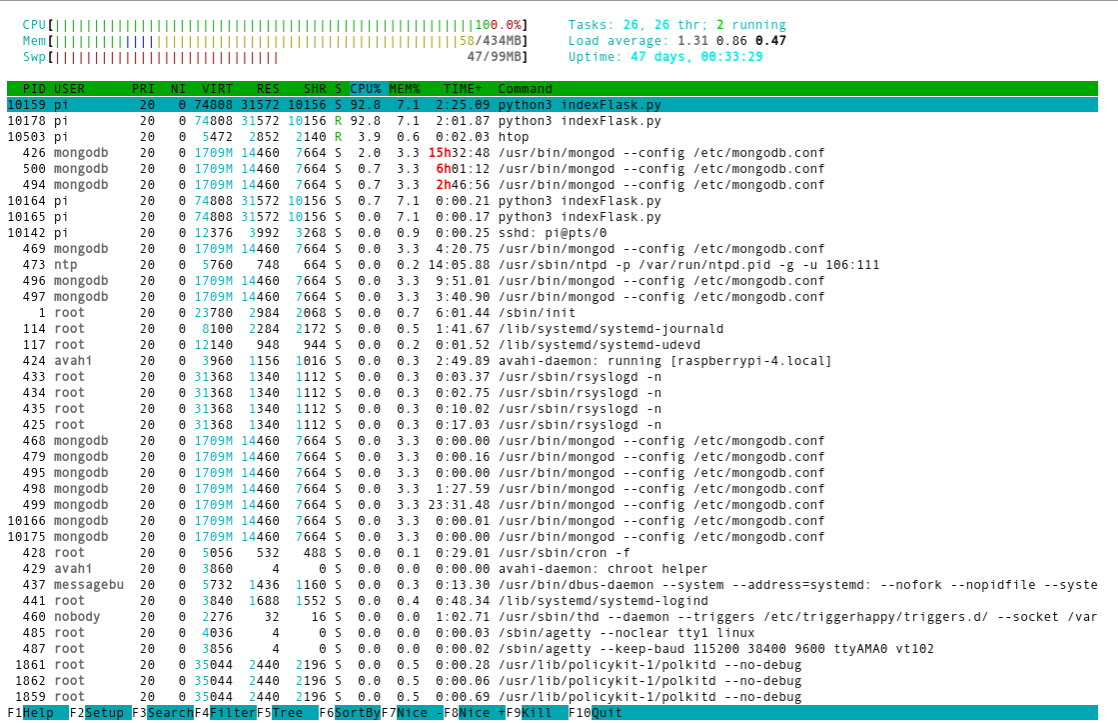 CPU[||||||||||||||||||||||||||||||||||||||||||||||||||||||100.0%] Tasks: 26, 26 thr; 2 running
Mem[||||||||||||||||||||||||||||||||||||||||||||||||||||58/434MB] Load average: 1.31 0.86 0.47
Swp[||||||||||||||||||||||||||||| 47/99MB] Uptime: 47 days, 00:33:29
PID USER PRI NI VIRT RES SHR S CPU% MEM% TIME+ Command
10159 pi 20 0 74808 31572 10156 S 92.8 7.1 2:25.09 python3 indexFlask.py
10178 pi 20 0 74808 31572 10156 R 92.8 7.1 2:01.87 python3 indexFlask.py
10503 pi 20 0 5472 2852 2140 R 3.9 0.6 0:02.03 htop
426 mongodb 20 0 1709M 14460 7664 S 2.0 3.3 15h32:48 /usr/bin/mongod --config /etc/mongodb.conf
500 mongodb 20 0 1709M 14460 7664 S 0.7 3.3 6h01:12 /usr/bin/mongod --config /etc/mongodb.conf
494 mongodb 20 0 1709M 14460 7664 S 0.7 3.3 2h46:56 /usr/bin/mongod --config /etc/mongodb.conf
10164 pi 20 0 74808 31572 10156 S 0.7 7.1 0:00.21 python3 indexFlask.py
10165 pi 20 0 74808 31572 10156 S 0.0 7.1 0:00.17 python3 indexFlask.py
10142 pi 20 0 12376 3992 3268 S 0.0 0.9 0:00.25 sshd: pi@pts/0
469 mongodb 20 0 1709M 14460 7664 S 0.0 3.3 4:20.75 /usr/bin/mongod --config /etc/mongodb.conf
473 ntp 20 0 5760 748 664 S 0.0 0.2 14:05.88 /usr/sbin/ntpd -p /var/run/ntpd.pid -g -u 106:111
496 mongodb 20 0 1709M 14460 7664 S 0.0 3.3 9:51.01 /usr/bin/mongod --config /etc/mongodb.conf
497 mongodb 20 0 1709M 14460 7664 S 0.0 3.3 3:40.90 /usr/bin/mongod --config /etc/mongodb.conf
1 root 20 0 23780 2984 2068 S 0.0 0.7 6:01.44 /sbin/init
114 root 20 0 8100 2284 2172 S 0.0 0.5 1:41.67 /lib/systemd/systemd-journald
117 root 20 0 12140 948 944 S 0.0 0.2 0:01.52 /lib/systemd/systemd-udevd
424 avahi 20 0 3960 1156 1016 S 0.0 0.3 2:49.89 avahi-daemon: running [raspberrypi-4.local]
433 root 20 0 31368 1340 1112 S 0.0 0.3 0:03.37 /usr/sbin/rsyslogd -n
434 root 20 0 31368 1340 1112 S 0.0 0.3 0:02.75 /usr/sbin/rsyslogd -n
435 root 20 0 31368 1340 1112 S 0.0 0.3 0:10.02 /usr/sbin/rsyslogd -n
425 root 20 0 31368 1340 1112 S 0.0 0.3 0:17.03 /usr/sbin/rsyslogd -n
468 mongodb 20 0 1709M 14460 7664 S 0.0 3.3 0:00.00 /usr/bin/mongod --config /etc/mongodb.conf
479 mongodb 20 0 1709M 14460 7664 S 0.0 3.3 0:00.16 /usr/bin/mongod --config /etc/mongodb.conf
495 mongodb 20 0 1709M 14460 7664 S 0.0 3.3 0:00.00 /usr/bin/mongod --config /etc/mongodb.conf
498 mongodb 20 0 1709M 14460 7664 S 0.0 3.3 1:27.59 /usr/bin/mongod --config /etc/mongodb.conf
499 mongodb 20 0 1709M 14460 7664 S 0.0 3.3 23:31.48 /usr/bin/mongod --config /etc/mongodb.conf
10166 mongodb 20 0 1709M 14460 7664 S 0.0 3.3 0:00.01 /usr/bin/mongod --config /etc/mongodb.conf
10175 mongodb 20 0 1709M 14460 7664 S 0.0 3.3 0:00.00 /usr/bin/mongod --config /etc/mongodb.conf
428 root 20 0 5056 532 488 S 0.0 0.1 0:29.01 /usr/sbin/cron -f
429 avahi 20 0 3860 4 0 S 0.0 0.0 0:00.00 avahi-daemon: chroot helper
437 messagebu 20 0 5732 1436 1160 S 0.0 0.3 0:13.30 /usr/bin/dbus-daemon --system --address=systemd: --nofork --nopidfile --syste
441 root 20 0 3840 1688 1552 S 0.0 0.4 0:48.34 /lib/systemd/systemd-logind
460 nobody 20 0 2276 32 16 S 0.0 0.0 1:02.71 /usr/sbin/thd --daemon --triggers /etc/triggerhappy/triggers.d/ --socket /var
485 root 20 0 4036 4 0 S 0.0 0.0 0:00.03 /sbin/agetty --noclear tty1 linux
487 root 20 0 3856 4 0 S 0.0 0.0 0:00.02 /sbin/agetty --keep-baud 115200 38400 9600 ttyAMA0 vt102
1861 root 20 0 35044 2440 2196 S 0.0 0.5 0:00.28 /usr/lib/policykit-1/polkitd --no-debug
1862 root 20 0 35044 2440 2196 S 0.0 0.5 0:00.06 /usr/lib/policykit-1/polkitd --no-debug
1859 root 20 0 35044 2440 2196 S 0.0 0.5 0:00.69 /usr/lib/policykit-1/polkitd --no-debug
F1Help F2Setup F3SearchF4FilterF5Tree F6SortByF7Nice -F8Nice +F9Kill F10Quit